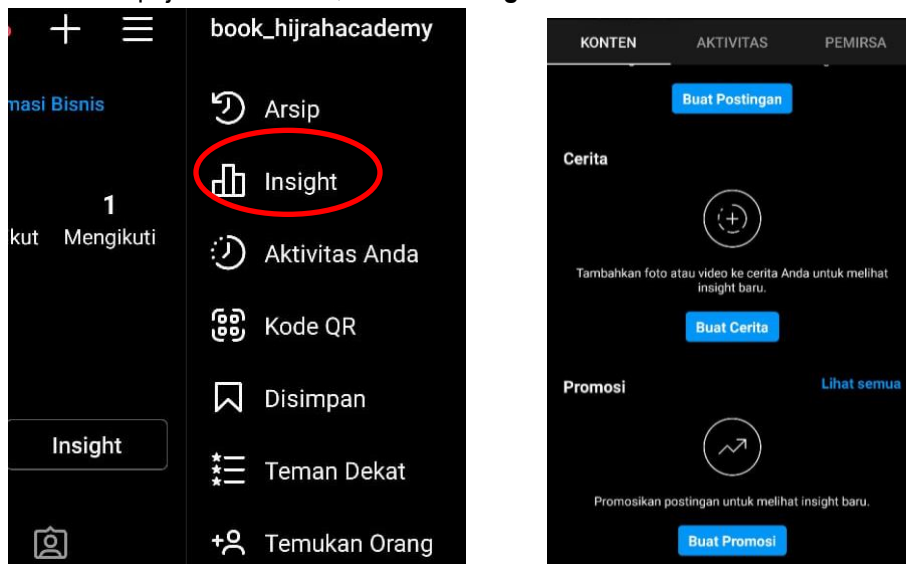 book_hijrahacademy
masi Bisnis
Arsip
Insight
1
kut Mengikuti
Aktivitas Anda
Kode QR
Disimpan
Insight
Teman Dekat
Temukan Orang
KONTEN AKTIVITAS PEMIRSA
Buat Postingan
Cerita
Tambahkan foto atau video ke cerita Anda untuk melihat
insight baru.
Buat Cerita
Promosi Lihat semua
Promosikan postingan untuk melihat insight baru.
Buat Promosi